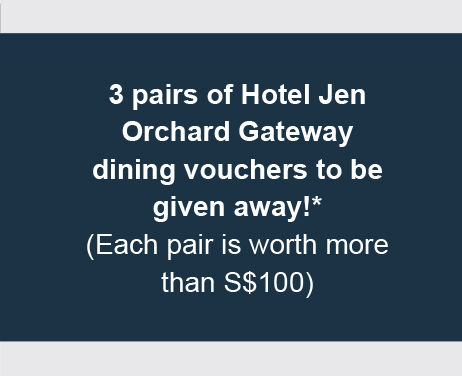 3 pairs of Hotel Jen
Orchard Gateway
dining vouchers to be
given away!*
(Each pair is worth more
than S$100)